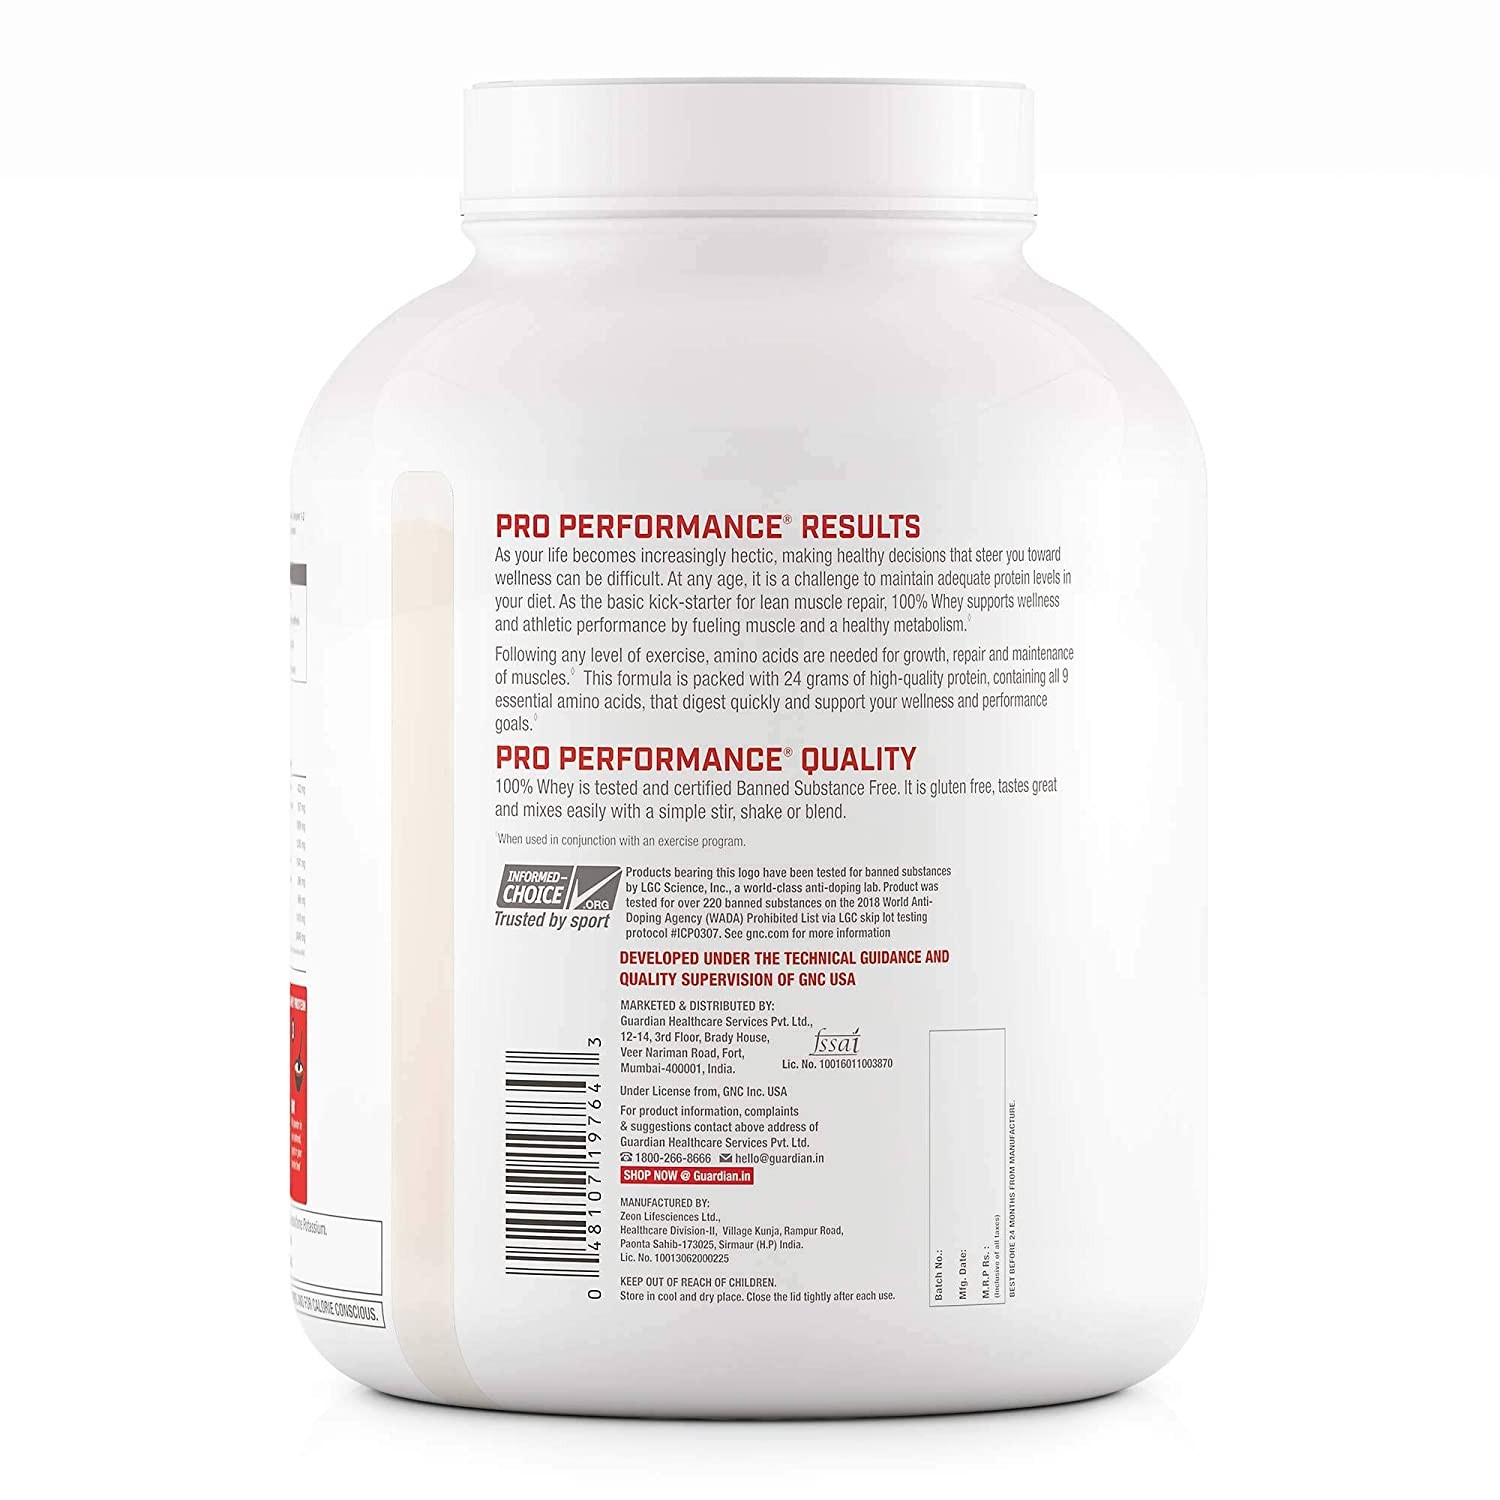 PRO PERFORMANCE® RESULTS
As your life becomes increasingly hectic, making healthy decisions that steer you toward
wellness can be difficult. At any age, it is a challenge to maintain adequate protein levels in
your diet. As the basic kick-starter for lean muscle repair, 100% Whey supports wellness
and athletic performance by fueling muscle and a healthy metabolism.◊
Following any level of exercise, amino acids are needed for growth, repair and maintenance
of muscles.◊ This formula is packed with 24 grams of high-quality protein, containing all 9
essential amino acids, that digest quickly and support your wellness and performance
goals.◊
PRO PERFORMANCE® QUALITY
100% Whey is tested and certified Banned Substance Free. It is gluten free, tastes great
and mixes easily with a simple stir, shake or blend.
◊When used in conjunction with an exercise program.
INFORMED-
CHOICE
.ORG
Trusted by sport
Products bearing this logo have been tested for banned substances
by LGC Science, Inc., a world-class anti-doping lab. Product was
tested for over 220 banned substances on the 2018 World Anti-
Doping Agency (WADA) Prohibited List via LGC skip lot testing
protocol #ICP0307. See gnc.com for more information
DEVELOPED UNDER THE TECHNICAL GUIDANCE AND
QUALITY SUPERVISION OF GNC USA
MARKETED & DISTRIBUTED BY:
Guardian Healthcare Services Pvt. Ltd.,
12-14, 3rd Floor, Brady House,
Veer Nariman Road, Fort,
Mumbai-400001, India.
fssai
Lic. No. 10016011003870
Under License from, GNC Inc. USA
For product information, complaints
& suggestions contact above address of
Guardian Healthcare Services Pvt. Ltd.
1800-266-8666 hello@guardian.in
SHOP NOW @ Guardian.in
MANUFACTURED BY:
Zeon Lifesciences Ltd.,
Healthcare Division-II, Village Kunja, Rampur Road,
Paonta Sahib-173025, Sirmaur (H.P) India.
Lic. No. 10013062000225
KEEP OUT OF REACH OF CHILDREN.
Store in cool and dry place. Close the lid tightly after each use.
0 48107 19764 3
Batch No.:
Mfg. Date:
M.R.P Rs. :
(Inclusive of all taxes)
BEST BEFORE 24 MONTHS FROM MANUFACTURE.
Potassium.
AND FOR CALORIE CONSCIOUS.